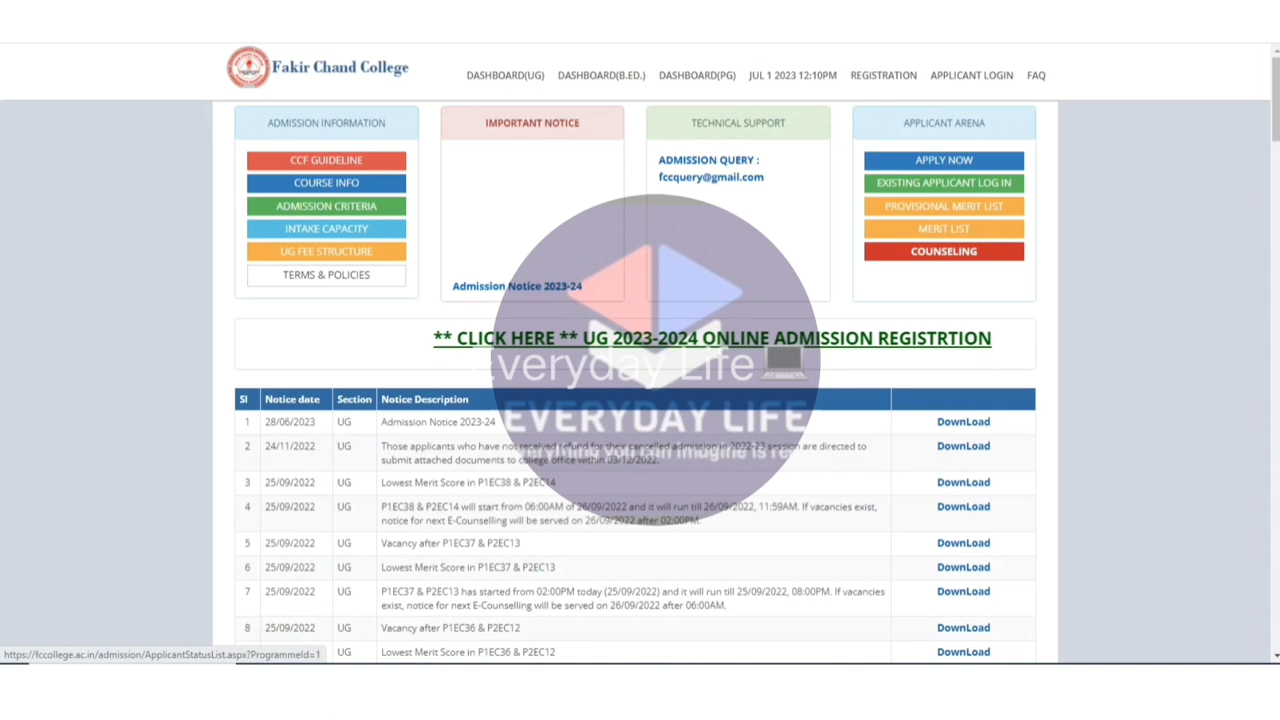 Fakir Chand College
DASHBOARD(UG) DASHBOARD(B.ED.) DASHBOARD(PG) JUL 1 2023 12:10PM REGISTRATION APPLICANT LOGIN FAQ
ADMISSION INFORMATION
CCF GUIDELINE
COURSE INFO
ADMISSION CRITERIA
INTAKE CAPACITY
UG FEE STRUCTURE
TERMS & POLICIES
IMPORTANT NOTICE
Admission Notice 2023-24
TECHNICAL SUPPORT
ADMISSION QUERY :
fccquery@gmail.com
APPLICANT ARENA
APPLY NOW
EXISTING APPLICANT LOG IN
PROVISIONAL MERIT LIST
MERIT LIST
COUNSELING
** CLICK HERE ** UG 2023-2024 ONLINE ADMISSION REGISTRTION
Everyday Life
EVERYDAY LIFE
everything you can imagine is
Sl Notice date Section Notice Description
1 28/06/2023 UG Admission Notice 2023-24 DownLoad
2 24/11/2022 UG Those applicants who have not received refund for their cancelled admission in 2022-23 session are directed to DownLoad
submit attached documents to college office within 03/12/2022.
3 25/09/2022 UG Lowest Merit Score in P1EC38 & P2EC14 DownLoad
4 25/09/2022 UG P1EC38 & P2EC14 will start from 06:00AM of 26/09/2022 and it will run till 26/09/2022, 11:59AM. If vacancies exist, DownLoad
notice for next E-Counselling will be served on 26/09/2022 after 02:00PM.
5 25/09/2022 UG Vacancy after P1EC37 & P2EC13 DownLoad
6 25/09/2022 UG Lowest Merit Score in P1EC37 & P2EC13 DownLoad
7 25/09/2022 UG P1EC37 & P2EC13 has started from 02:00PM today (25/09/2022) and it will run till 25/09/2022, 08:00PM. If vacancies DownLoad
exist, notice for next E-Counselling will be served on 26/09/2022 after 06:00AM.
8 25/09/2022 UG Vacancy after P1EC36 & P2EC12 DownLoad
UG Lowest Merit Score in P1EC36 & P2EC12 DownLoad
https://fccollege.ac.in/admission/ApplicantStatusList.aspx?ProgrammeId=1